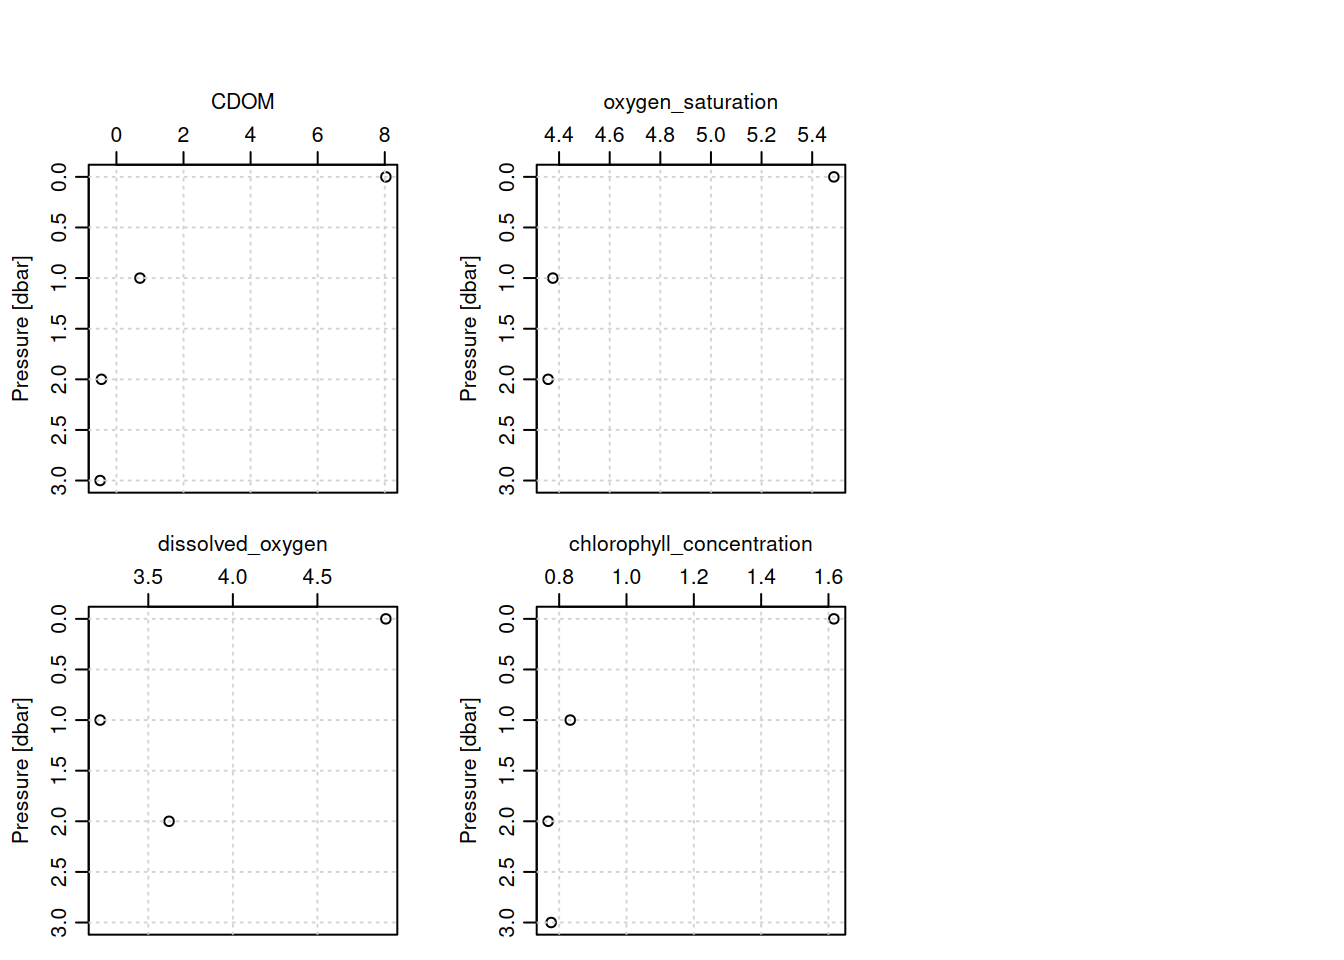 CDOM
0 2 4 6 8
Pressure [dbar]
0.0
0.5
1.0
1.5
2.0
2.5
3.0
oxygen_saturation
4.4 4.6 4.8 5.0 5.2 5.4
Pressure [dbar]
0.0
0.5
1.0
1.5
2.0
2.5
3.0
dissolved_oxygen
3.5 4.0 4.5
Pressure [dbar]
0.0
0.5
1.0
1.5
2.0
2.5
3.0
chlorophyll_concentration
0.8 1.0 1.2 1.4 1.6
Pressure [dbar]
0.0
0.5
1.0
1.5
2.0
2.5
3.0